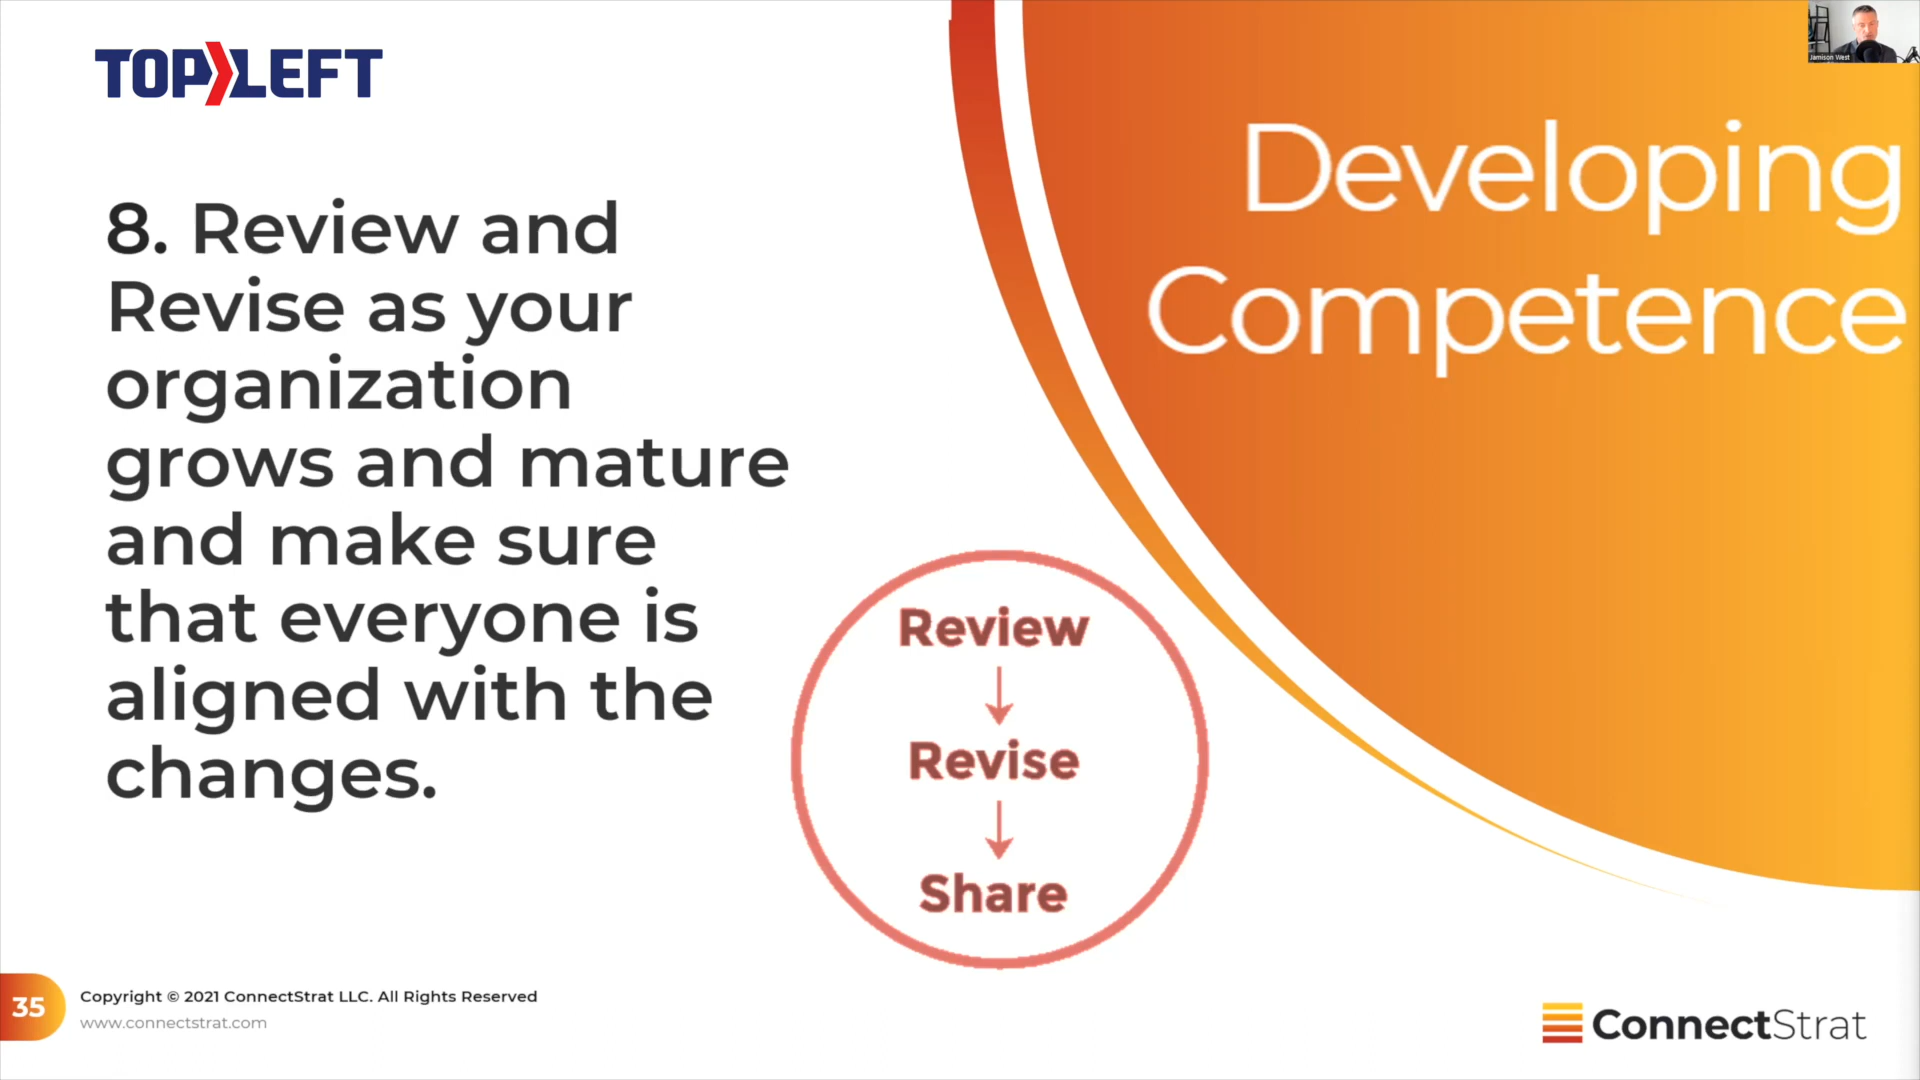 TOP LEFT
Jamison West
Developing
Competence
8. Review and
Revise as your
organization
grows and mature
and make sure
that everyone is
aligned with the
changes.
Review
Revise
Share
35
Copyright © 2021 ConnectStrat LLC. All Rights Reserved
www.connectstrat.com
ConnectStrat